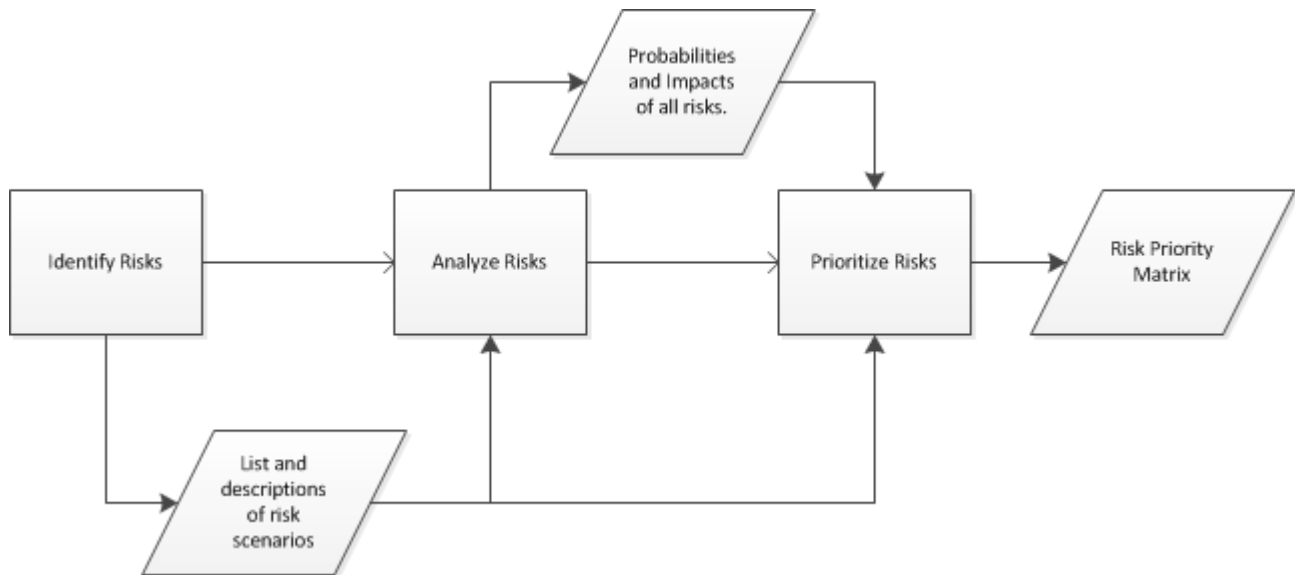 Probabilities
and Impacts
of all risks.
Identify Risks
Analyze Risks
Prioritize Risks
Risk Priority
Matrix
List and
descriptions
of risk
scenarios